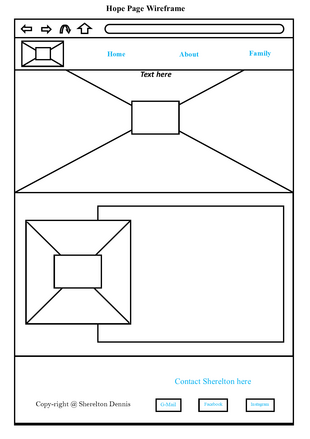 Hope Page Wireframe
Home About Family
Text here
Contact Sherelton here
Copy-right @ Sherelton Dennis
E-Mail Facebook Instagram